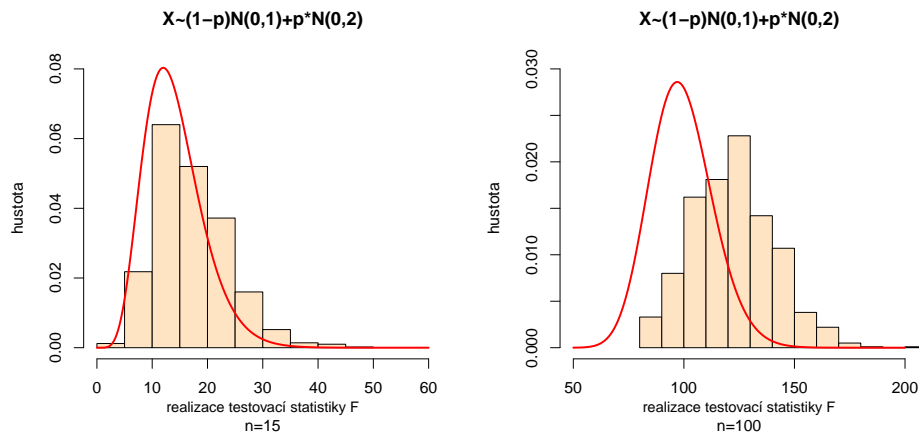 X~(1−p)N(0,1)+p*N(0,2)
hustota
0.00 0.02 0.04 0.06 0.08
0 10 20 30 40 50 60
realizace testovací statistiky F
n=15
X~(1−p)N(0,1)+p*N(0,2)
hustota
0.000 0.010 0.020 0.030
50 100 150 200
realizace testovací statistiky F
n=100